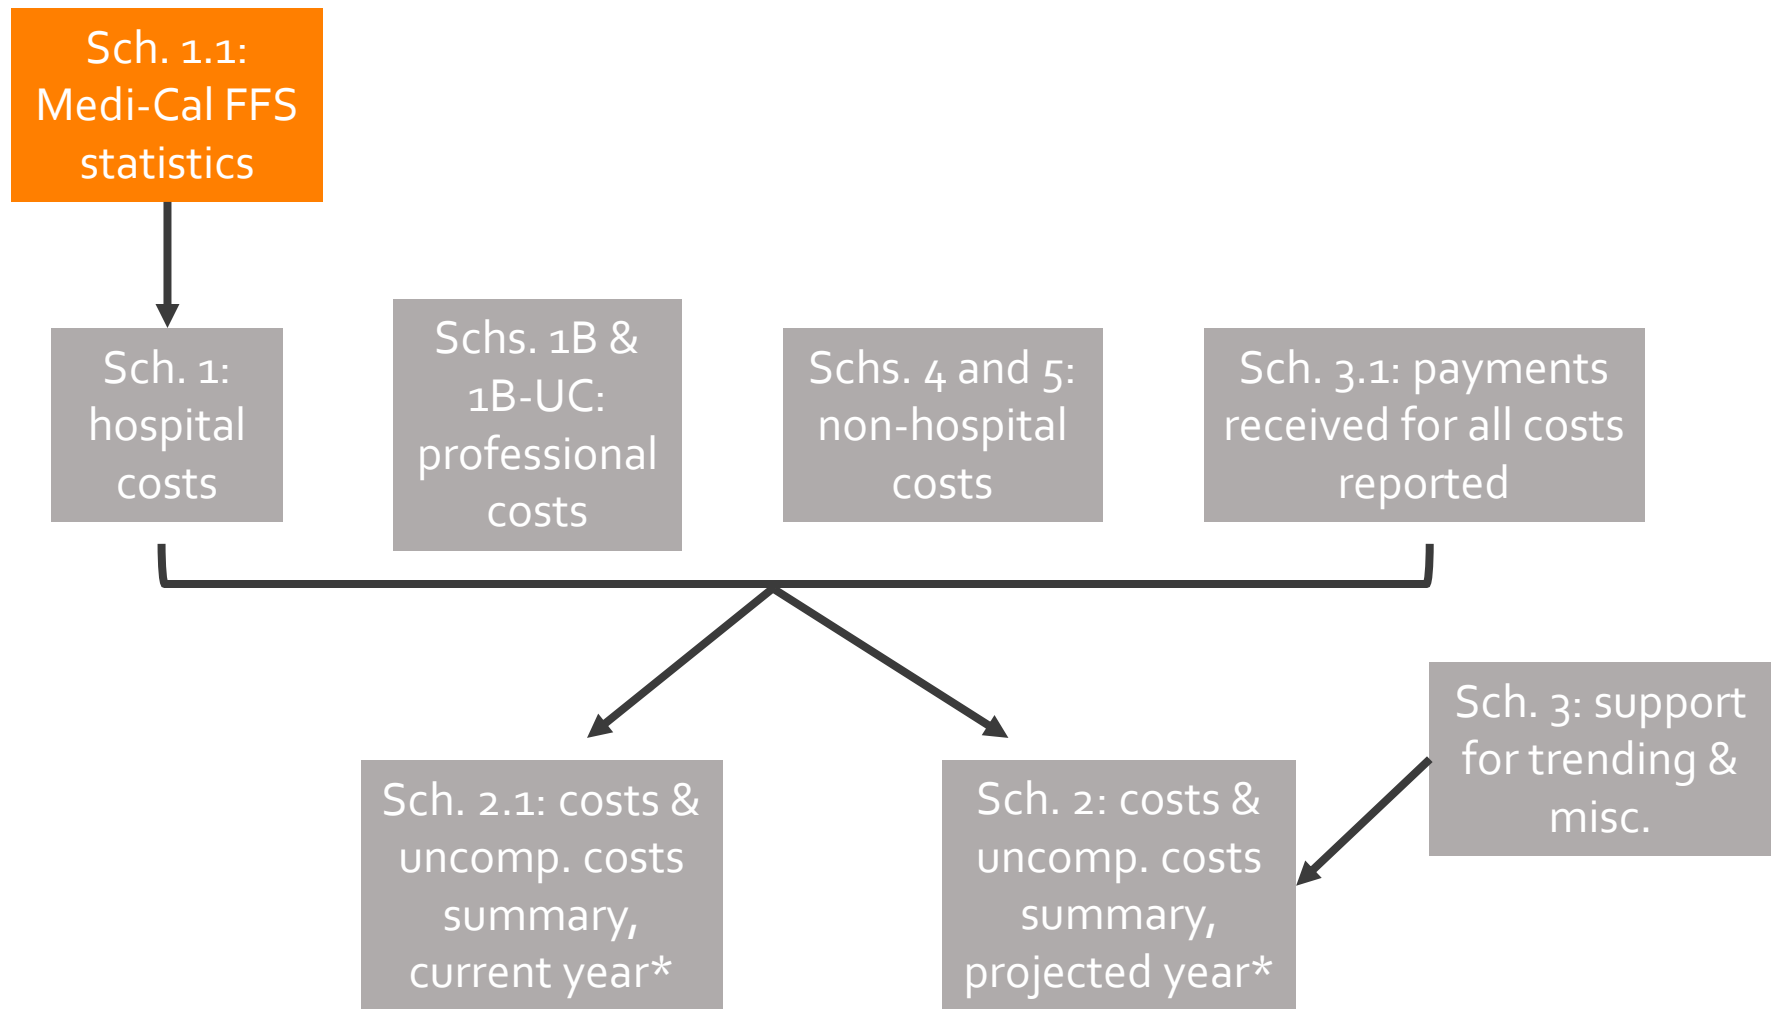 Sch. 1.1:
Medi-Cal FFS
statistics
Sch. 1:
hospital
costs
Schs. 1B &
1B-UC:
professional
costs
Schs. 4 and 5:
non-hospital
costs
Sch. 3.1: payments
received for all costs
reported
Sch. 2.1: costs &
uncomp. costs
summary,
current year*
Sch. 2: costs &
uncomp. costs
summary,
projected year*
Sch. 3: support
for trending &
misc.